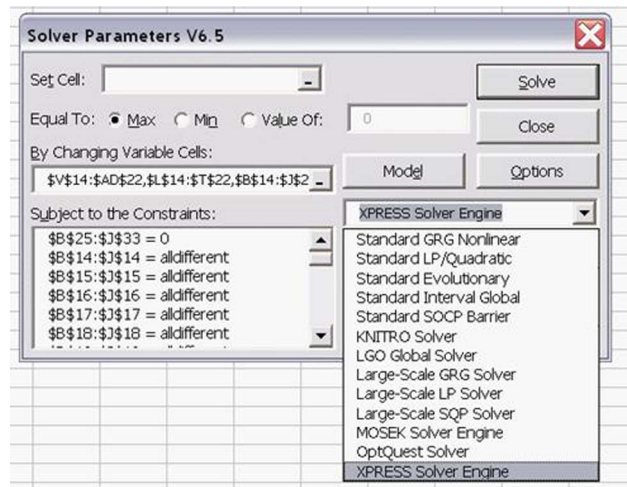 Solver Parameters V6.5
Set Cell:
Solve
Equal To: Max Min Value Of: 0
Close
By Changing Variable Cells:
$V$14:$AD$22,$L$14:$T$22,$B$14:$J$2
Model
Options
Subject to the Constraints:
$B$25:$J$33 = 0
$B$14:$J$14 = alldifferent
$B$15:$J$15 = alldifferent
$B$16:$J$16 = alldifferent
$B$17:$J$17 = alldifferent
$B$18:$J$18 = alldifferent
XPRESS Solver Engine
Standard GRG Nonlinear
Standard LP/Quadratic
Standard Evolutionary
Standard Interval Global
Standard SOCP Barrier
KNITRO Solver
LGO Global Solver
Large-Scale GRG Solver
Large-Scale LP Solver
Large-Scale SQP Solver
MOSEK Solver Engine
OptQuest Solver
XPRESS Solver Engine